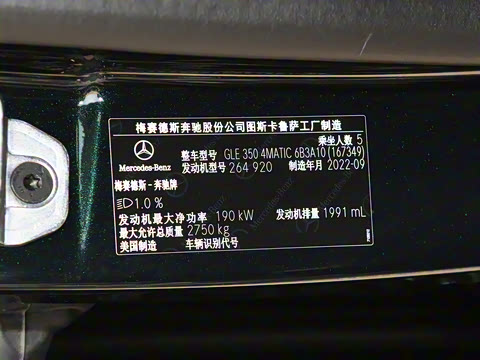 梅赛德斯奔驰股份公司图斯卡鲁萨工厂制造
乘坐人数 5
整车型号 GLE 350 4MATIC 6B3A10 (167349)
Mercedes-Benz 发动机型号 264 920 2022-09
梅赛德斯-奔驰牌
1.0 %
发动机最大净功率 190 kW 发动机排量 1991 mL
最大允许总质量 2750 kg
美国制造 车辆识别代号